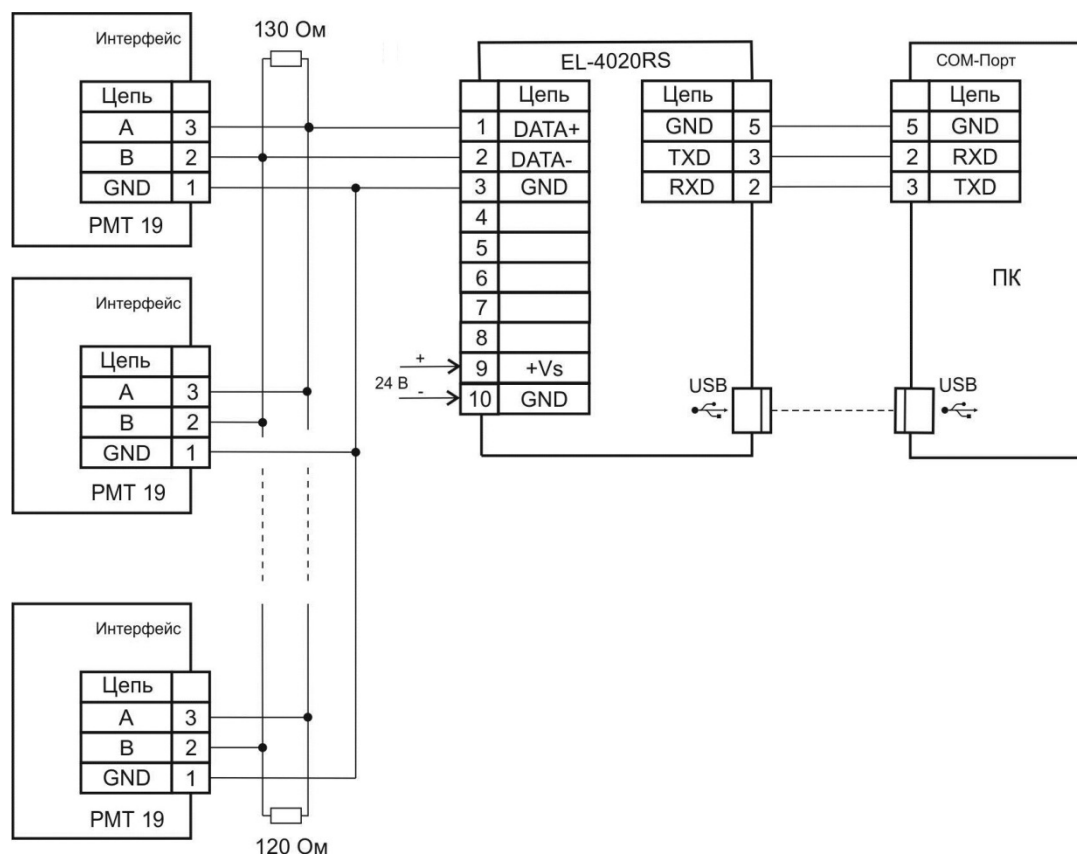 130 Ом
Интерфейс
Цепь
A 3
B 2
GND 1
РМТ 19
EL-4020RS
Цепь
1 DATA+
2 DATA-
3 GND
4
5
6
7
8
9 +Vs
10 GND
+
24 В
-
Цепь
GND 5
TXD 3
RXD 2
USB
COM-Порт
Цепь
5 GND
2 RXD
3 TXD
ПК
USB
Интерфейс
Цепь
A 3
B 2
GND 1
РМТ 19
Интерфейс
Цепь
A 3
B 2
GND 1
РМТ 19
120 Ом